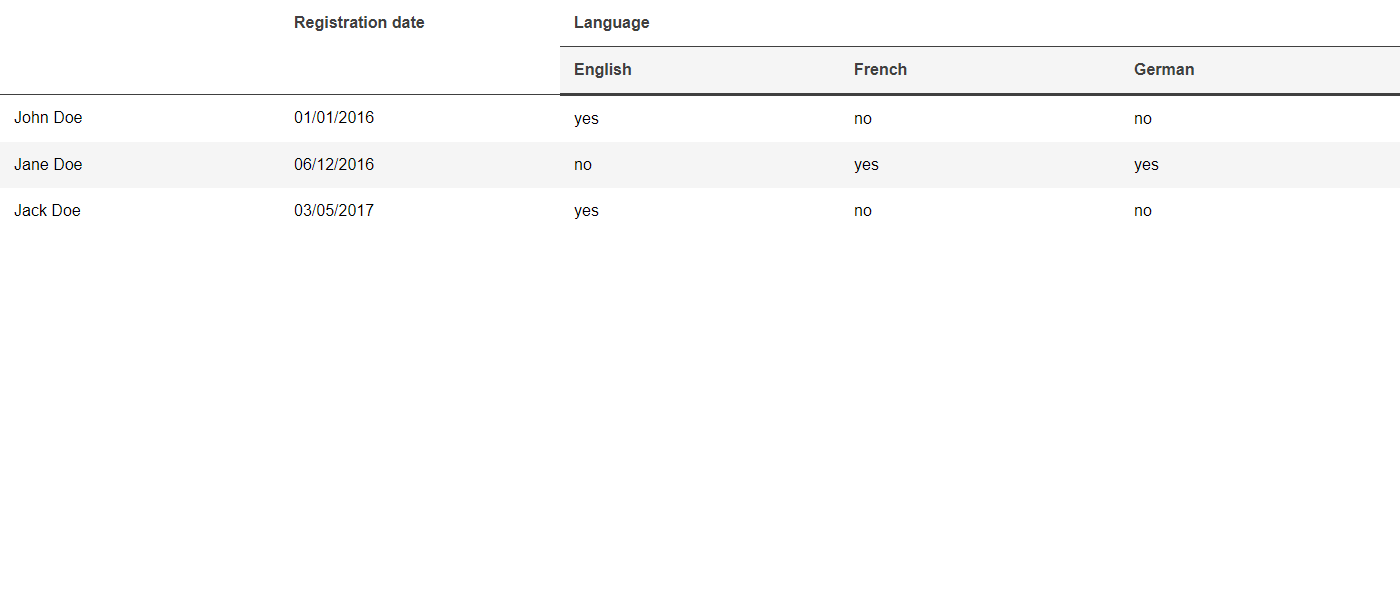 Registration date Language
English French German
John Doe 01/01/2016 yes no no
Jane Doe 06/12/2016 no yes yes
Jack Doe 03/05/2017 yes no no